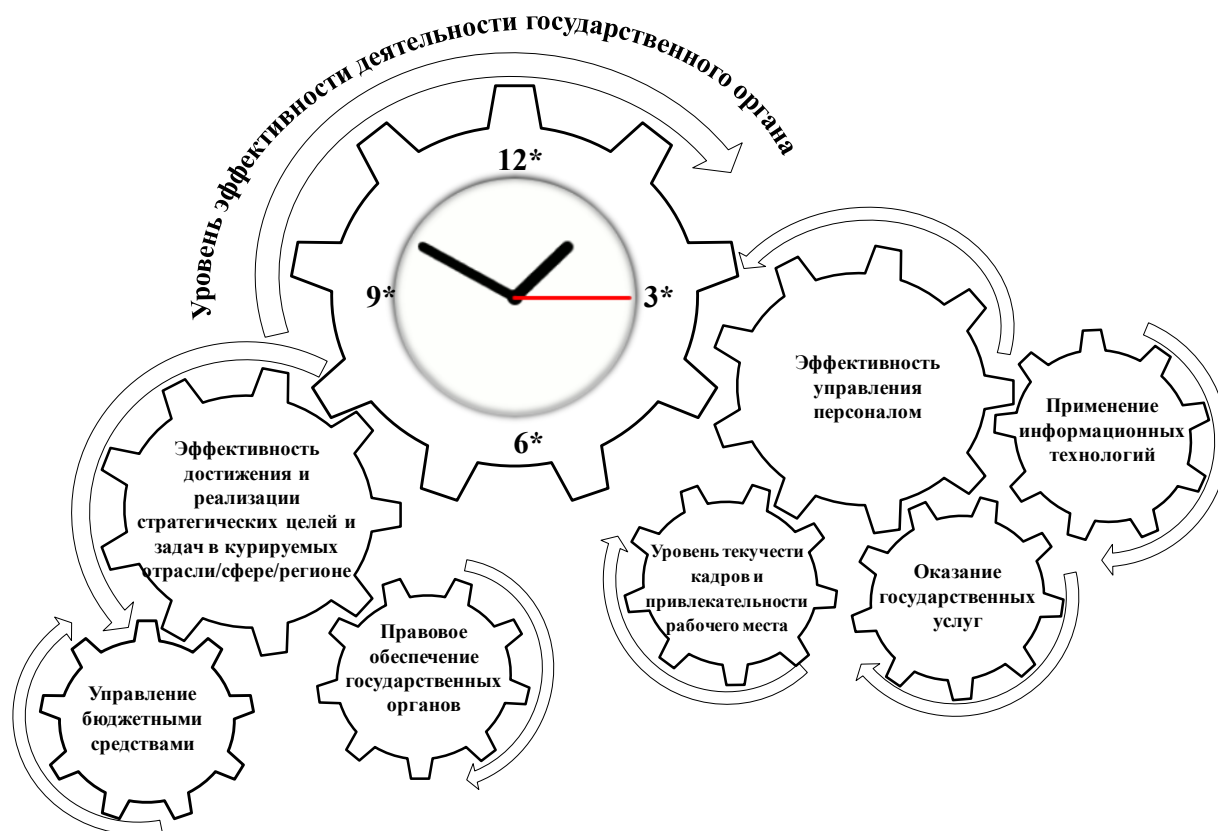 Уровень эффективности деятельности государственного органа
12*
9*
3*
6*
Эффективность
достижения и
реализации
стратегических целей и
задач в курируемых
отрасли/сфере/регионе
Управление
бюджетными
средствами
Правовое
обеспечение
государственных
органов
Эффективность
управления
персоналом
Применение
информационных
технологий
Уровень текучести
кадров и
привлекательности
рабочего места
Оказание
государственных
услуг